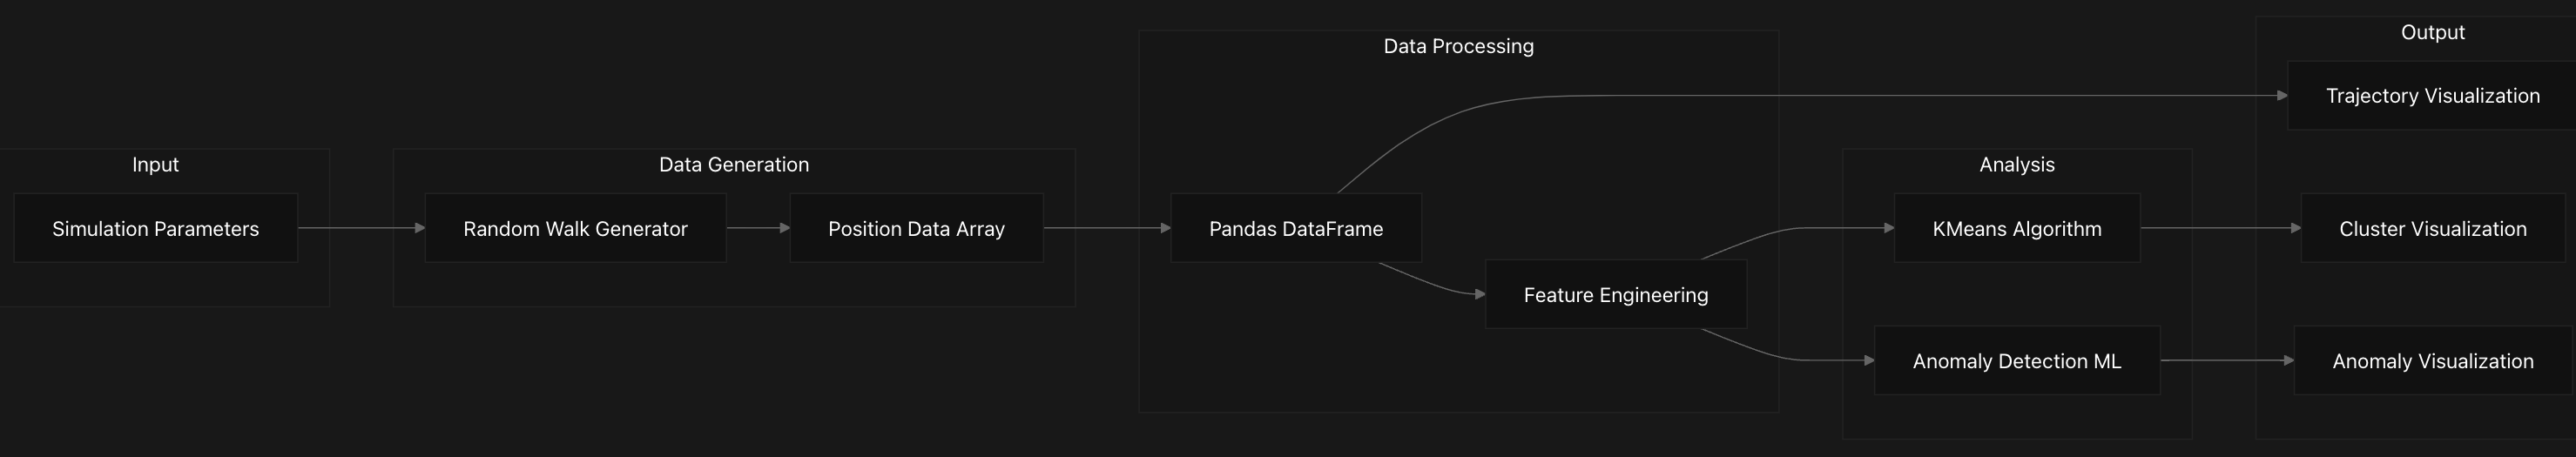 Input
Simulation Parameters
Data Generation
Random Walk Generator
Position Data Array
Data Processing
Pandas DataFrame
Feature Engineering
Analysis
KMeans Algorithm
Anomaly Detection ML
Output
Trajectory Visualization
Cluster Visualization
Anomaly Visualization